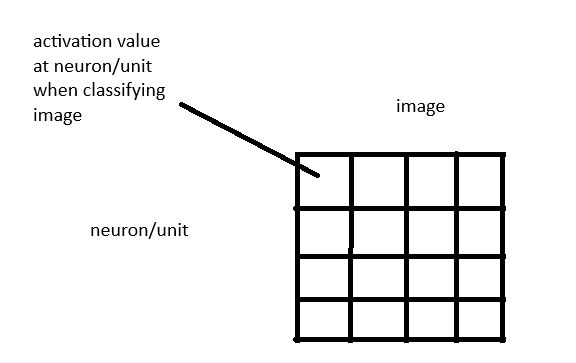 activation value
at neuron/unit
when classifying
image
image
neuron/unit